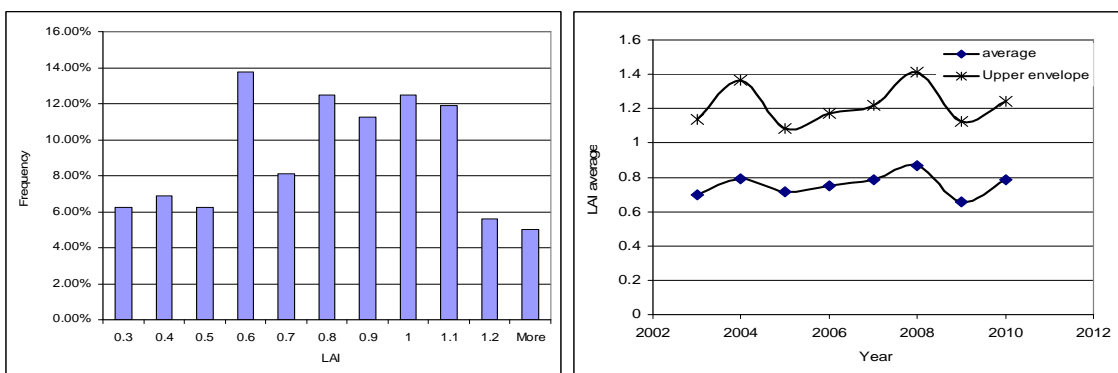 16.00%
14.00%
12.00%
10.00%
8.00%
6.00%
4.00%
2.00%
0.00%
Frequency
0.3 0.4 0.5 0.6 0.7 0.8 0.9 1 1.1 1.2 More
LAI
1.6
1.4
1.2
1
0.8
0.6
0.4
0.2
0
LAI average
average
Upper envelope
2002 2004 2006 2008 2010 2012
Year